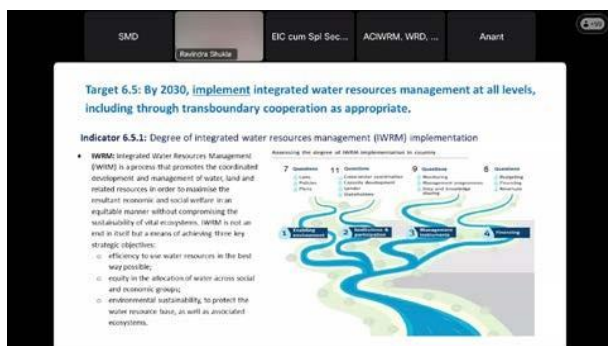 SMD
Ravindra Shukla
EIC cum Spl Sec...
ACIWRM, WRD, ...
Anant
Target 6.5: By 2030, implement integrated water resources management at all levels,
including through transboundary cooperation as appropriate.
Indicator 6.5.1: Degree of integrated water resources management (IWRM) implementation
Assessing the degree of IWRM implementation in country
• IWRM: Integrated Water Resources Management
(IWRM) is a process that promotes the coordinated
development and management of water, land and
related resources in order to maximise the
resultant economic and social welfare in an
equitable manner without compromising the
sustainability of vital ecosystems. IWRM is not an
end in itself but a means of achieving three key
strategic objectives:
o efficiency to use water resources in the best
way possible;
o equity in the allocation of water across social
and economic groups;
o environmental sustainability, to protect the
water resource base, as well as associated
ecosystems.
7 Questions
Laws
Policies
Plans
11 Questions
Cross-sector coordination
Capacity development
Gender
Stakeholders
9 Questions
Monitoring
Management programmes
Data and knowledge
sharing
Questions
Budgeting
Financing
Revenues
1 Enabling
environment
2 Institutions &
participation
3 Management
instruments
4 Financing